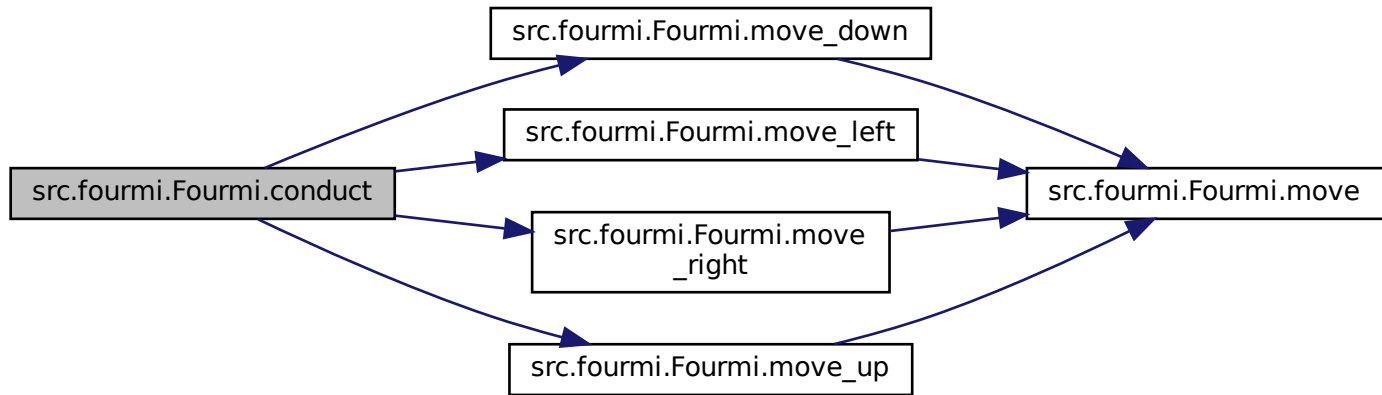 src.fourmi.Fourmi.move_down
src.fourmi.Fourmi.move_left
src.fourmi.Fourmi.conduct
src.fourmi.Fourmi.move
src.fourmi.Fourmi.move
_right
src.fourmi.Fourmi.move_up